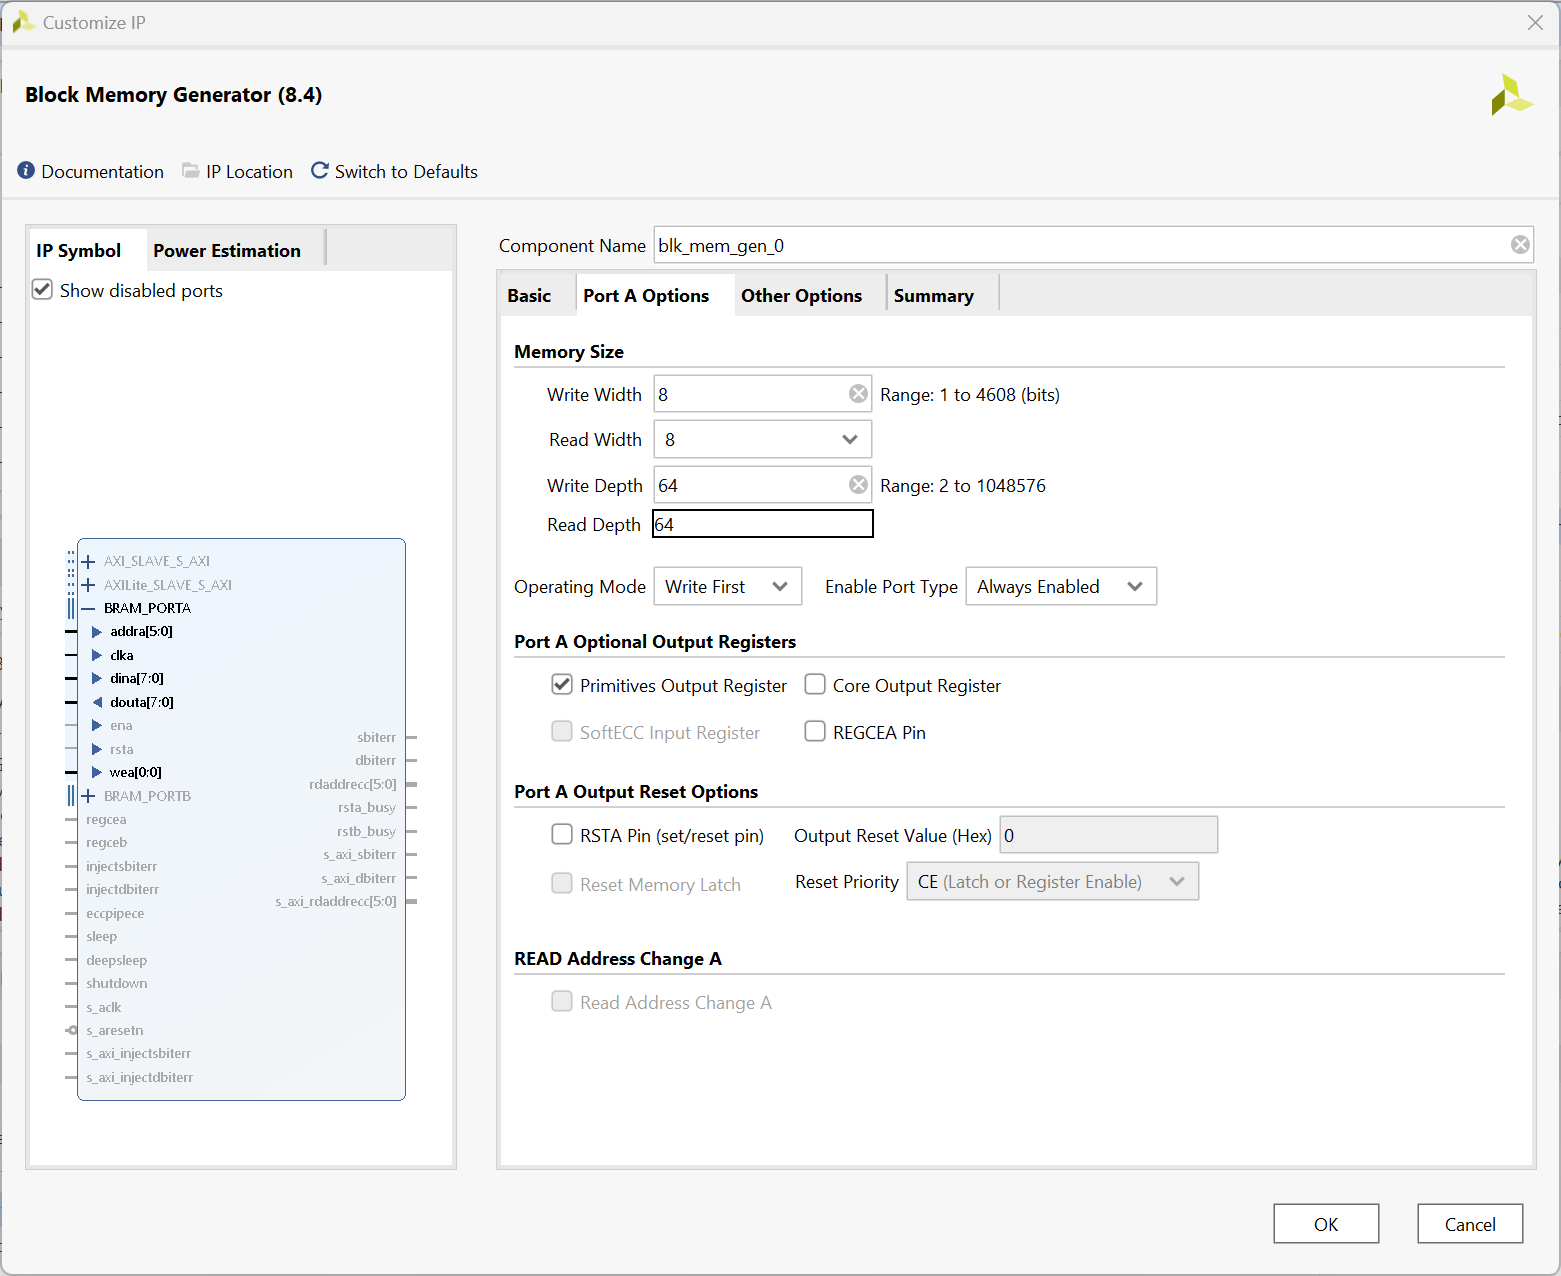 Customize IP
Block Memory Generator (8.4)
Documentation IP Location Switch to Defaults
IP Symbol Power Estimation
Show disabled ports
AXI_SLAVE_S_AXI
AXILite_SLAVE_S_AXI
BRAM_PORTA
addra[5:0]
clka
dina[7:0]
douta[7:0]
ena
rsta
wea[0:0]
BRAM_PORTB
regcea
regceb
injectsbiterr
injectdbiterr
eccpipece
sleep
deepsleep
shutdown
s_aclk
s_aresetn
s_axi_injectsbiterr
s_axi_injectdbiterr
sbiterr
dbiterr
rdaddrecc[5:0]
rsta_busy
rstb_busy
s_axi_sbiterr
s_axi_dbiterr
s_axi_rdaddrecc[5:0]
Component Name blk_mem_gen_0
Basic Port A Options Other Options Summary
Memory Size
Write Width 8 Range: 1 to 4608 (bits)
Read Width 8
Write Depth 64 Range: 2 to 1048576
Read Depth 64
Operating Mode Write First Enable Port Type Always Enabled
Port A Optional Output Registers
Primitives Output Register Core Output Register
SoftECC Input Register REGCEA Pin
Port A Output Reset Options
RSTA Pin (set/reset pin) Output Reset Value (Hex) 0
Reset Memory Latch Reset Priority CE (Latch or Register Enable)
READ Address Change A
Read Address Change A
OK Cancel